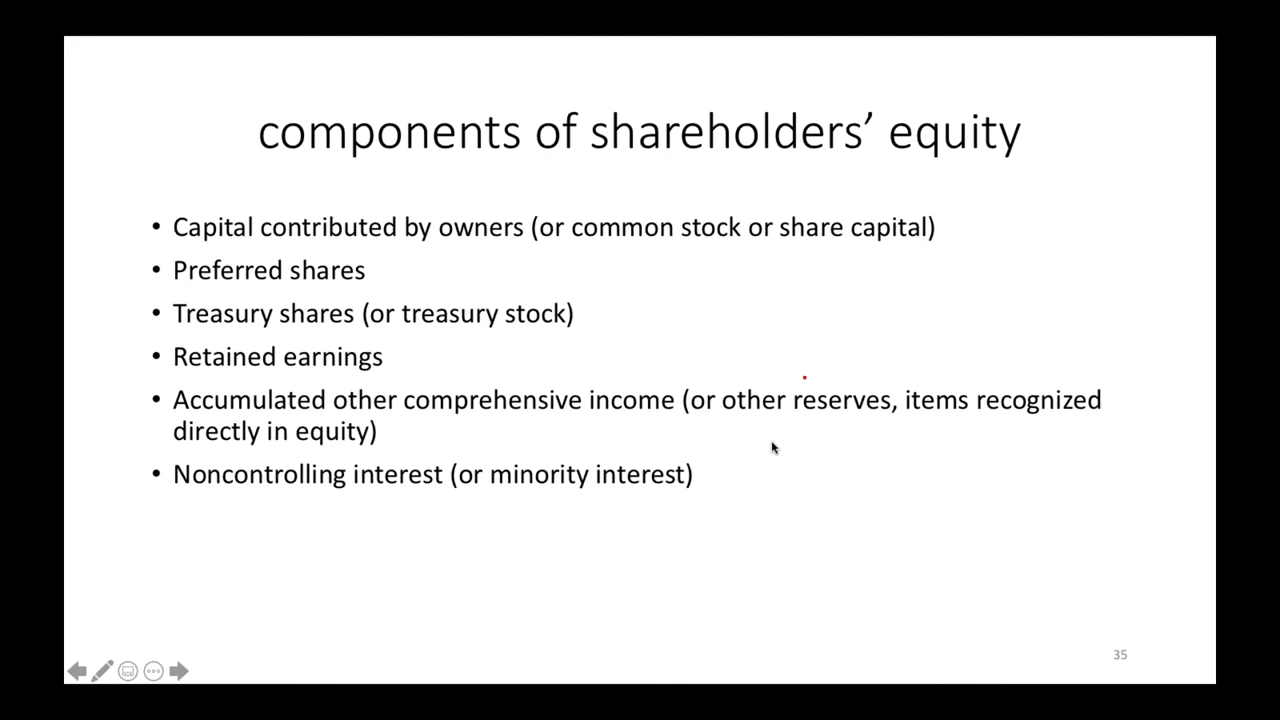 components of shareholders’ equity
• Capital contributed by owners (or common stock or share capital)
• Preferred shares
• Treasury shares (or treasury stock)
• Retained earnings
• Accumulated other comprehensive income (or other reserves, items recognized
directly in equity)
• Noncontrolling interest (or minority interest)
35